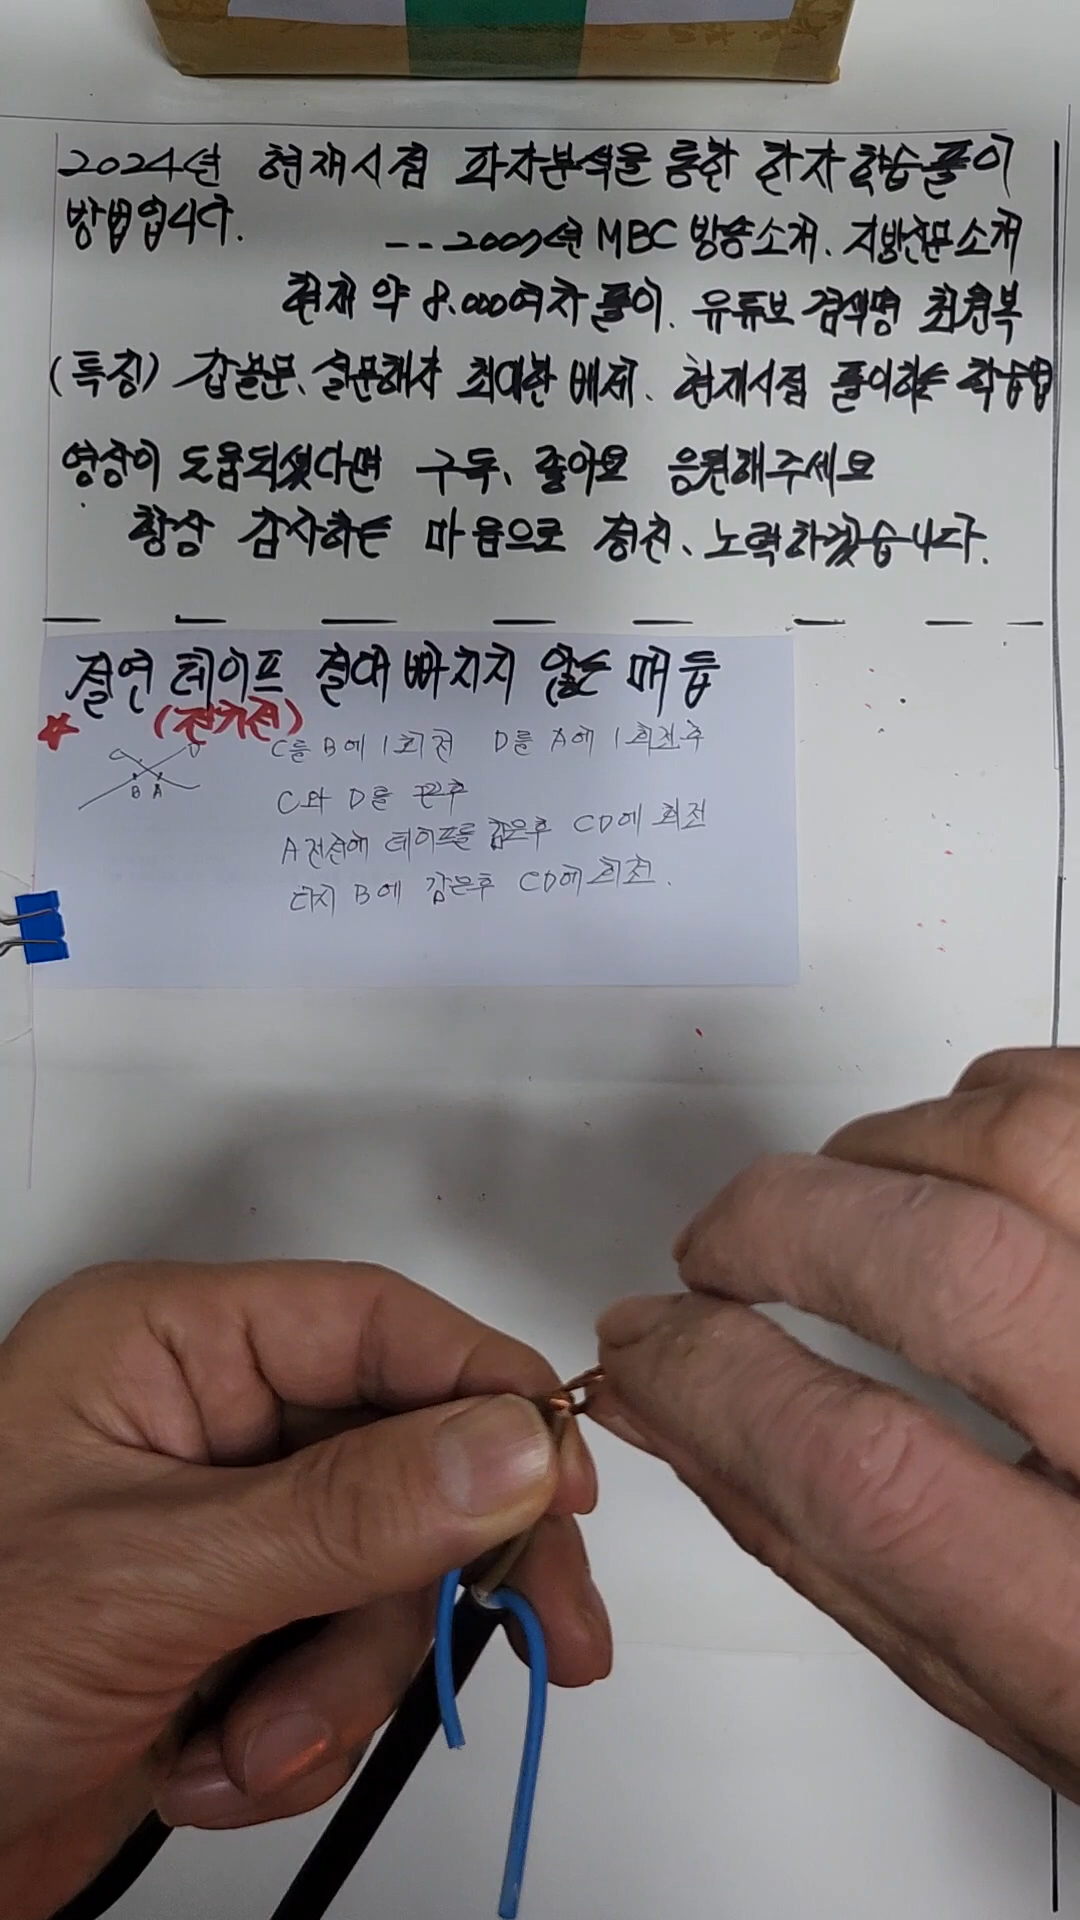 2024년 현재시점 파자분석을 통한 한자 학습풀이
방법입니다.
--- 2007년 MBC 방송소개. 지방신문소개
현재 약 8.000여자 풀이. 유튜브 검색명 최원복
(특징) 갑골문、설문해자 최대한 배제. 현재시점 풀이하는 학습법
영상이 도움되셨다면 구독、좋아요 응원해주세요
항상 감사하는 마음으로 정진、노력하겠습니다.
절연 테이프 절대 빠지지 않는 매듭
(전기선)
C를 B에 1회전 D를 A에 1회전후
B A
C와 D를 꼰후
A전선에 테이프를 감은후 CD에 회전
다시 B에 감은후 CD에 회전.